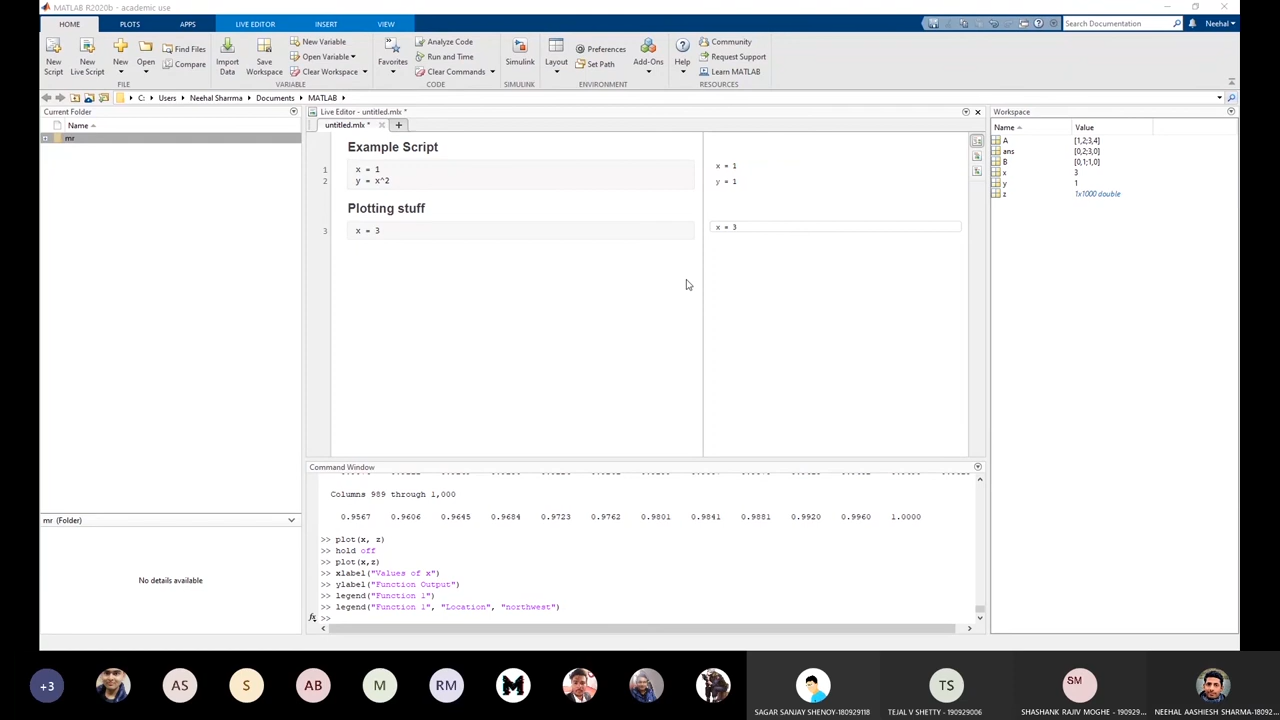 MATLAB R2020b - academic use
HOME PLOTS APPS LIVE EDITOR INSERT VIEW Search Documentation Neehal
New Script New Live Script New Open Find Files Compare Import Data Save Workspace New Variable Open Variable Clear Workspace Favorites Analyze Code Run and Time Clear Commands Simulink Layout Preferences Set Path Add-Ons Help Community Request Support Learn MATLAB
FILE VARIABLE CODE SIMULINK ENVIRONMENT RESOURCES
C: Users Neehal Sharma Documents MATLAB
Current Folder
Name
mr
mr (Folder)
No details available
Live Editor - untitled.mlx *
untitled.mlx *
Example Script
1 x = 1
2 y = x^2
Plotting stuff
3 x = 3
x = 1
y = 1
x = 3
Command Window
Columns 989 through 1,000
0.9567 0.9606 0.9645 0.9684 0.9723 0.9762 0.9801 0.9841 0.9881 0.9920 0.9960 1.0000
>> plot(x, z)
>> hold off
>> plot(x,z)
>> xlabel("Values of x")
>> ylabel("Function Output")
>> legend("Function 1")
>> legend("Function 1", "Location", "northwest")
fx >>
Workspace
Name Value
A [1,2;3,4]
ans [0,2;3,0]
B [0,1;1,0]
x 3
y 1
z 1x1000 double
+3 AS S AB M RM M TS SM
SAGAR SANJAY SHENOY-180929118 TEJAL V SHETTY - 190929006 SHASHANK RAJIV MOGHE - 190929... NEEHAL AASHIESH SHARMA-18092...